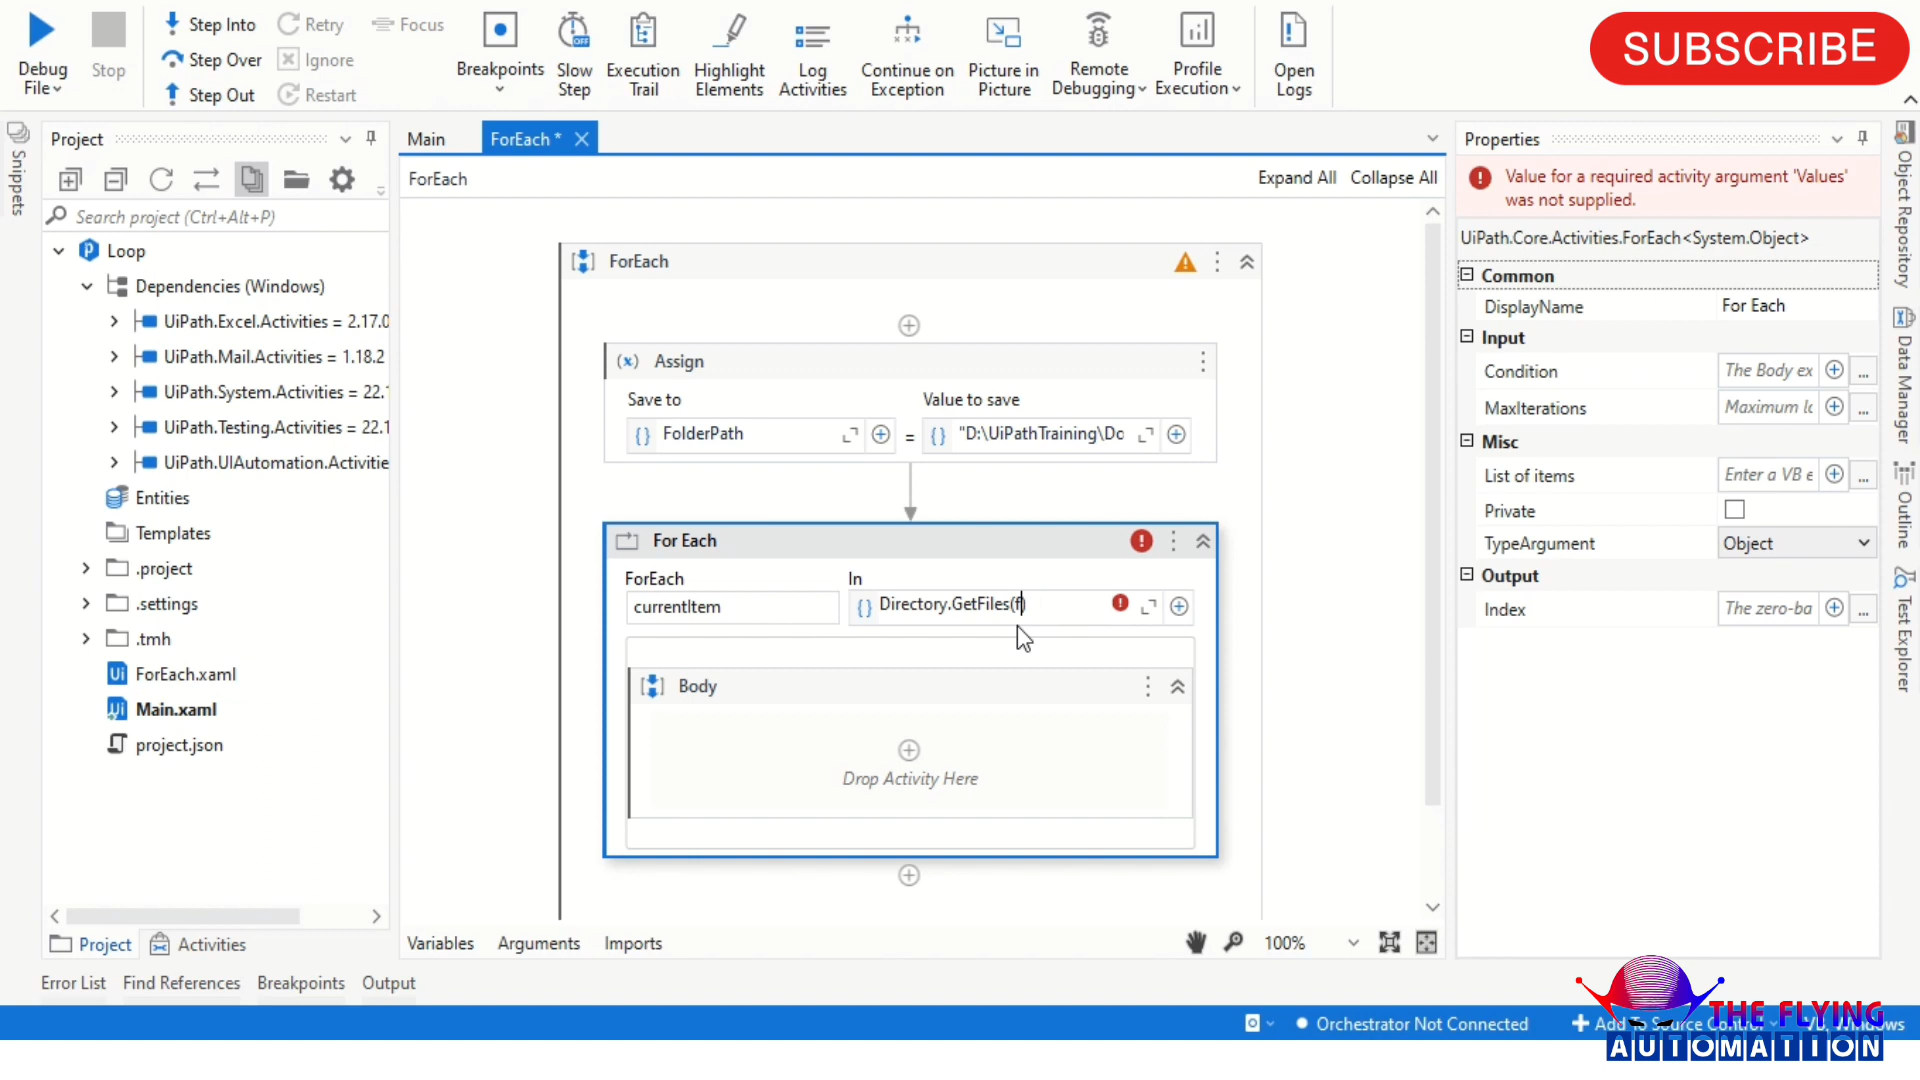 Debug File
Stop
Step Into
Step Over
Step Out
Retry
Ignore
Restart
Focus
Breakpoints
Slow Step
OFF
Execution Trail
Highlight Elements
Log Activities
Continue on Exception
Picture in Picture
Remote Debugging
Profile Execution
Open Logs
SUBSCRIBE
Snippets
Project
Search project (Ctrl+Alt+P)
Loop
Dependencies (Windows)
UiPath.Excel.Activities = 2.17.0
UiPath.Mail.Activities = 1.18.2
UiPath.System.Activities = 22.1
UiPath.Testing.Activities = 22.1
UiPath.UIAutomation.Activitie
Entities
Templates
.project
.settings
.tmh
ForEach.xaml
Main.xaml
project.json
Project
Activities
Main
ForEach *
ForEach
Expand All
Collapse All
ForEach
Assign
Save to
Value to save
FolderPath
=
"D:\UiPathTraining\Do
For Each
ForEach
In
currentItem
Directory.GetFiles(f)
Body
Drop Activity Here
Variables
Arguments
Imports
100%
Properties
Value for a required activity argument 'Values' was not supplied.
UiPath.Core.Activities.ForEach<System.Object>
Common
DisplayName
For Each
Input
Condition
The Body ex
...
MaxIterations
Maximum lo
...
Misc
List of items
Enter a VB e
...
Private
TypeArgument
Object
Output
Index
The zero-ba
...
Object Repository
Data Manager
Outline
Test Explorer
Error List
Find References
Breakpoints
Output
Orchestrator Not Connected
Add To Source Control
VB, Windows
THE FLYING
AUTOMATION